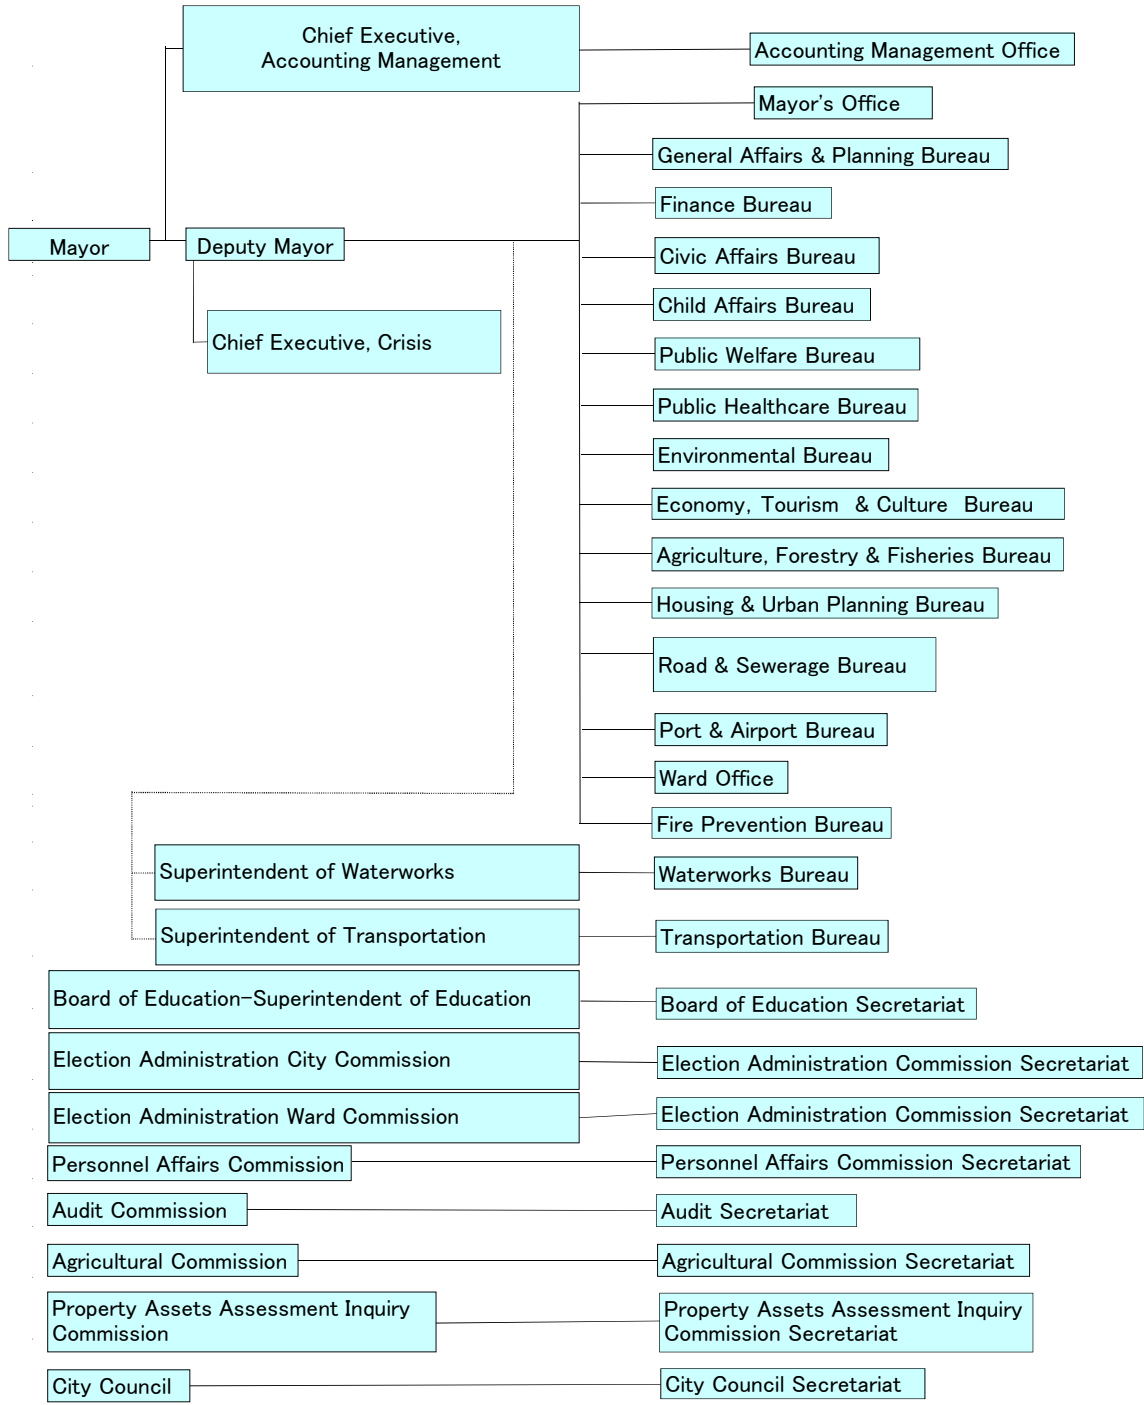 Chief Executive,
Accounting Management
Accounting Management Office
Mayor's Office
General Affairs & Planning Bureau
Finance Bureau
Mayor
Deputy Mayor
Civic Affairs Bureau
Child Affairs Bureau
Chief Executive, Crisis
Public Welfare Bureau
Public Healthcare Bureau
Environmental Bureau
Economy, Tourism & Culture Bureau
Agriculture, Forestry & Fisheries Bureau
Housing & Urban Planning Bureau
Road & Sewerage Bureau
Port & Airport Bureau
Ward Office
Fire Prevention Bureau
Superintendent of Waterworks
Waterworks Bureau
Superintendent of Transportation
Transportation Bureau
Board of Education-Superintendent of Education
Board of Education Secretariat
Election Administration City Commission
Election Administration Commission Secretariat
Election Administration Ward Commission
Election Administration Commission Secretariat
Personnel Affairs Commission
Personnel Affairs Commission Secretariat
Audit Commission
Audit Secretariat
Agricultural Commission
Agricultural Commission Secretariat
Property Assets Assessment Inquiry
Commission
Property Assets Assessment Inquiry
Commission Secretariat
City Council
City Council Secretariat